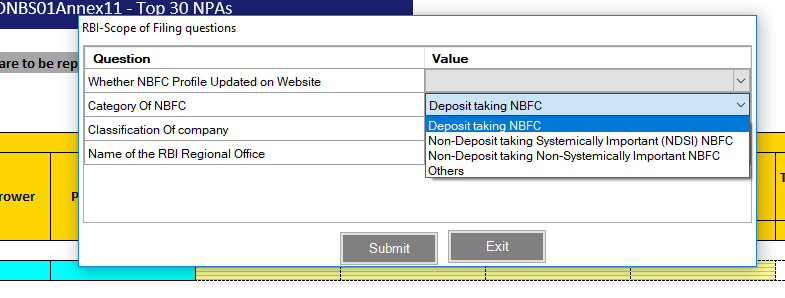 DNBS01Annex11 - Top 30 NPAs
RBI-Scope of Filing questions
are to be rep
Question Value
Whether NBFC Profile Updated on Website
Category Of NBFC Deposit taking NBFC
Classification Of company Deposit taking NBFC
Non-Deposit taking Systemically Important (NDSI) NBFC
Name of the RBI Regional Office Non-Deposit taking Non-Systemically Important NBFC
Others
rower
P
T
Submit Exit